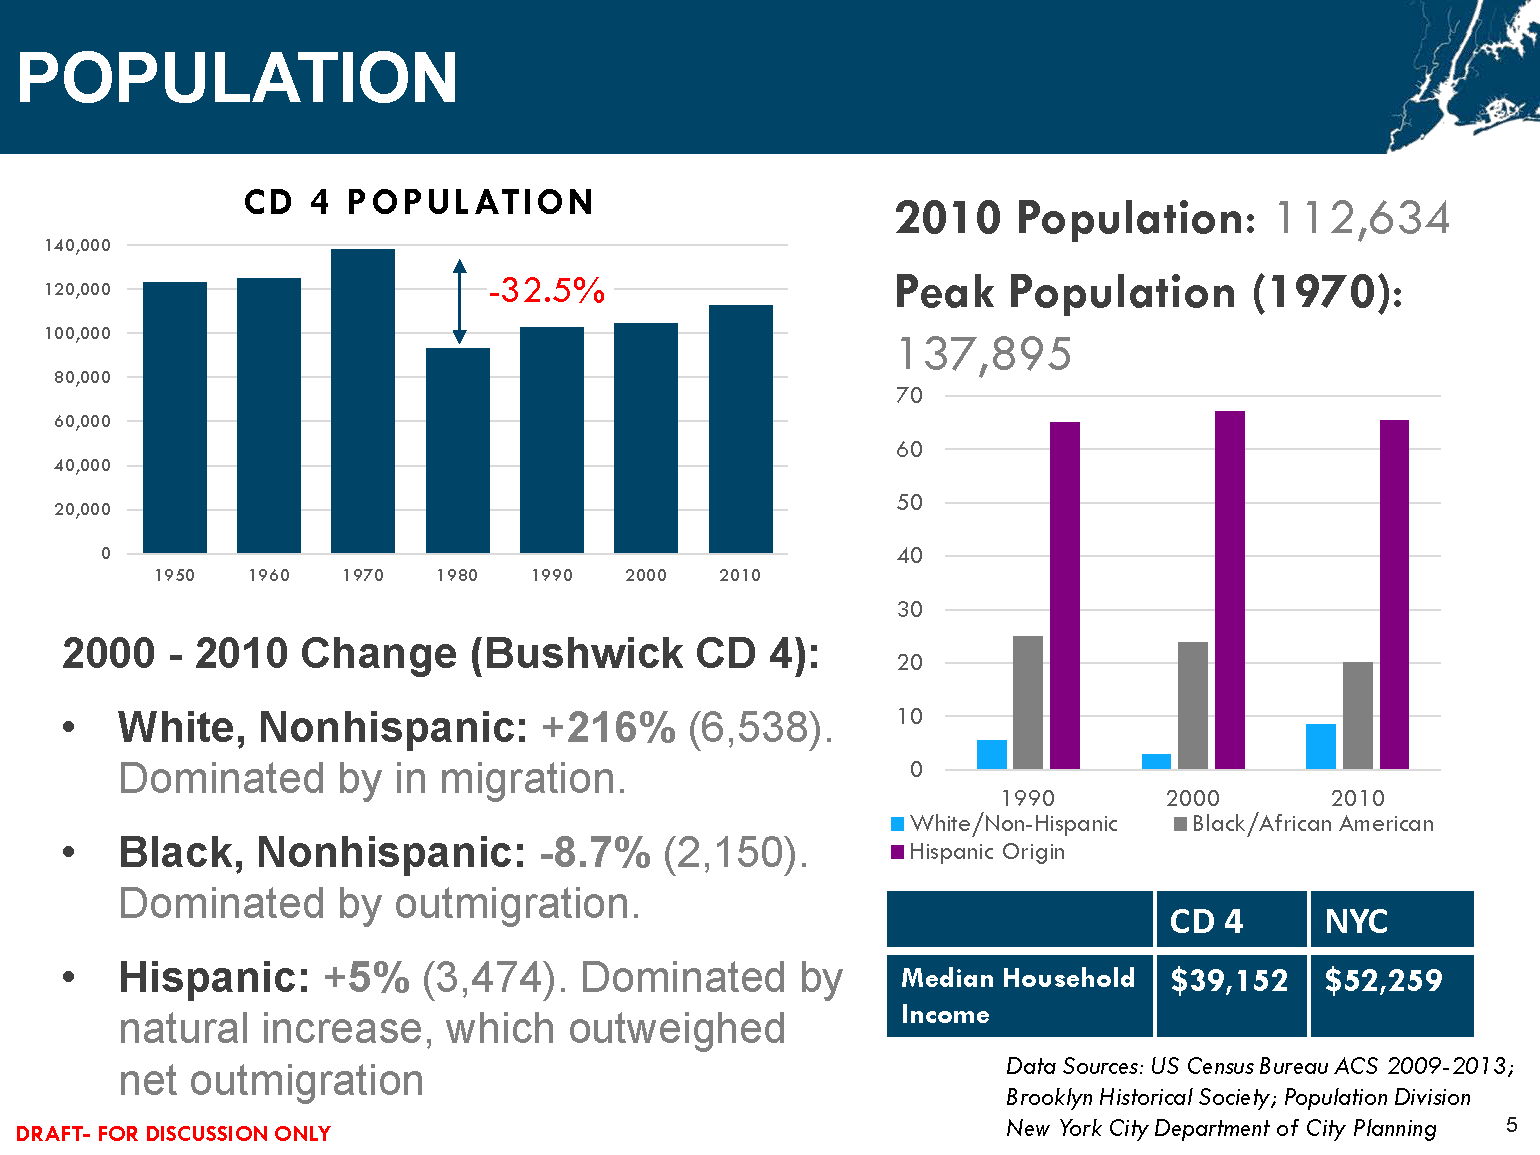 POPULATION
CD 4 POPULATION
140,000
120,000
100,000
80,000
60,000
40,000
20,000
0
-32.5%
1950 1960 1970 1980 1990 2000 2010
2000 - 2010 Change (Bushwick CD 4):
• White, Nonhispanic: +216% (6,538).
Dominated by in migration.
• Black, Nonhispanic: -8.7% (2,150).
Dominated by outmigration.
• Hispanic: +5% (3,474). Dominated by
natural increase, which outweighed
net outmigration
DRAFT- FOR DISCUSSION ONLY
2010 Population: 112,634
Peak Population (1970):
137,895
70
60
50
40
30
20
10
0
1990 2000 2010
White/Non-Hispanic Black/African American
Hispanic Origin
CD 4 NYC
Median Household $39,152 $52,259
Income
Data Sources: US Census Bureau ACS 2009-2013;
Brooklyn Historical Society; Population Division
New York City Department of City Planning
5